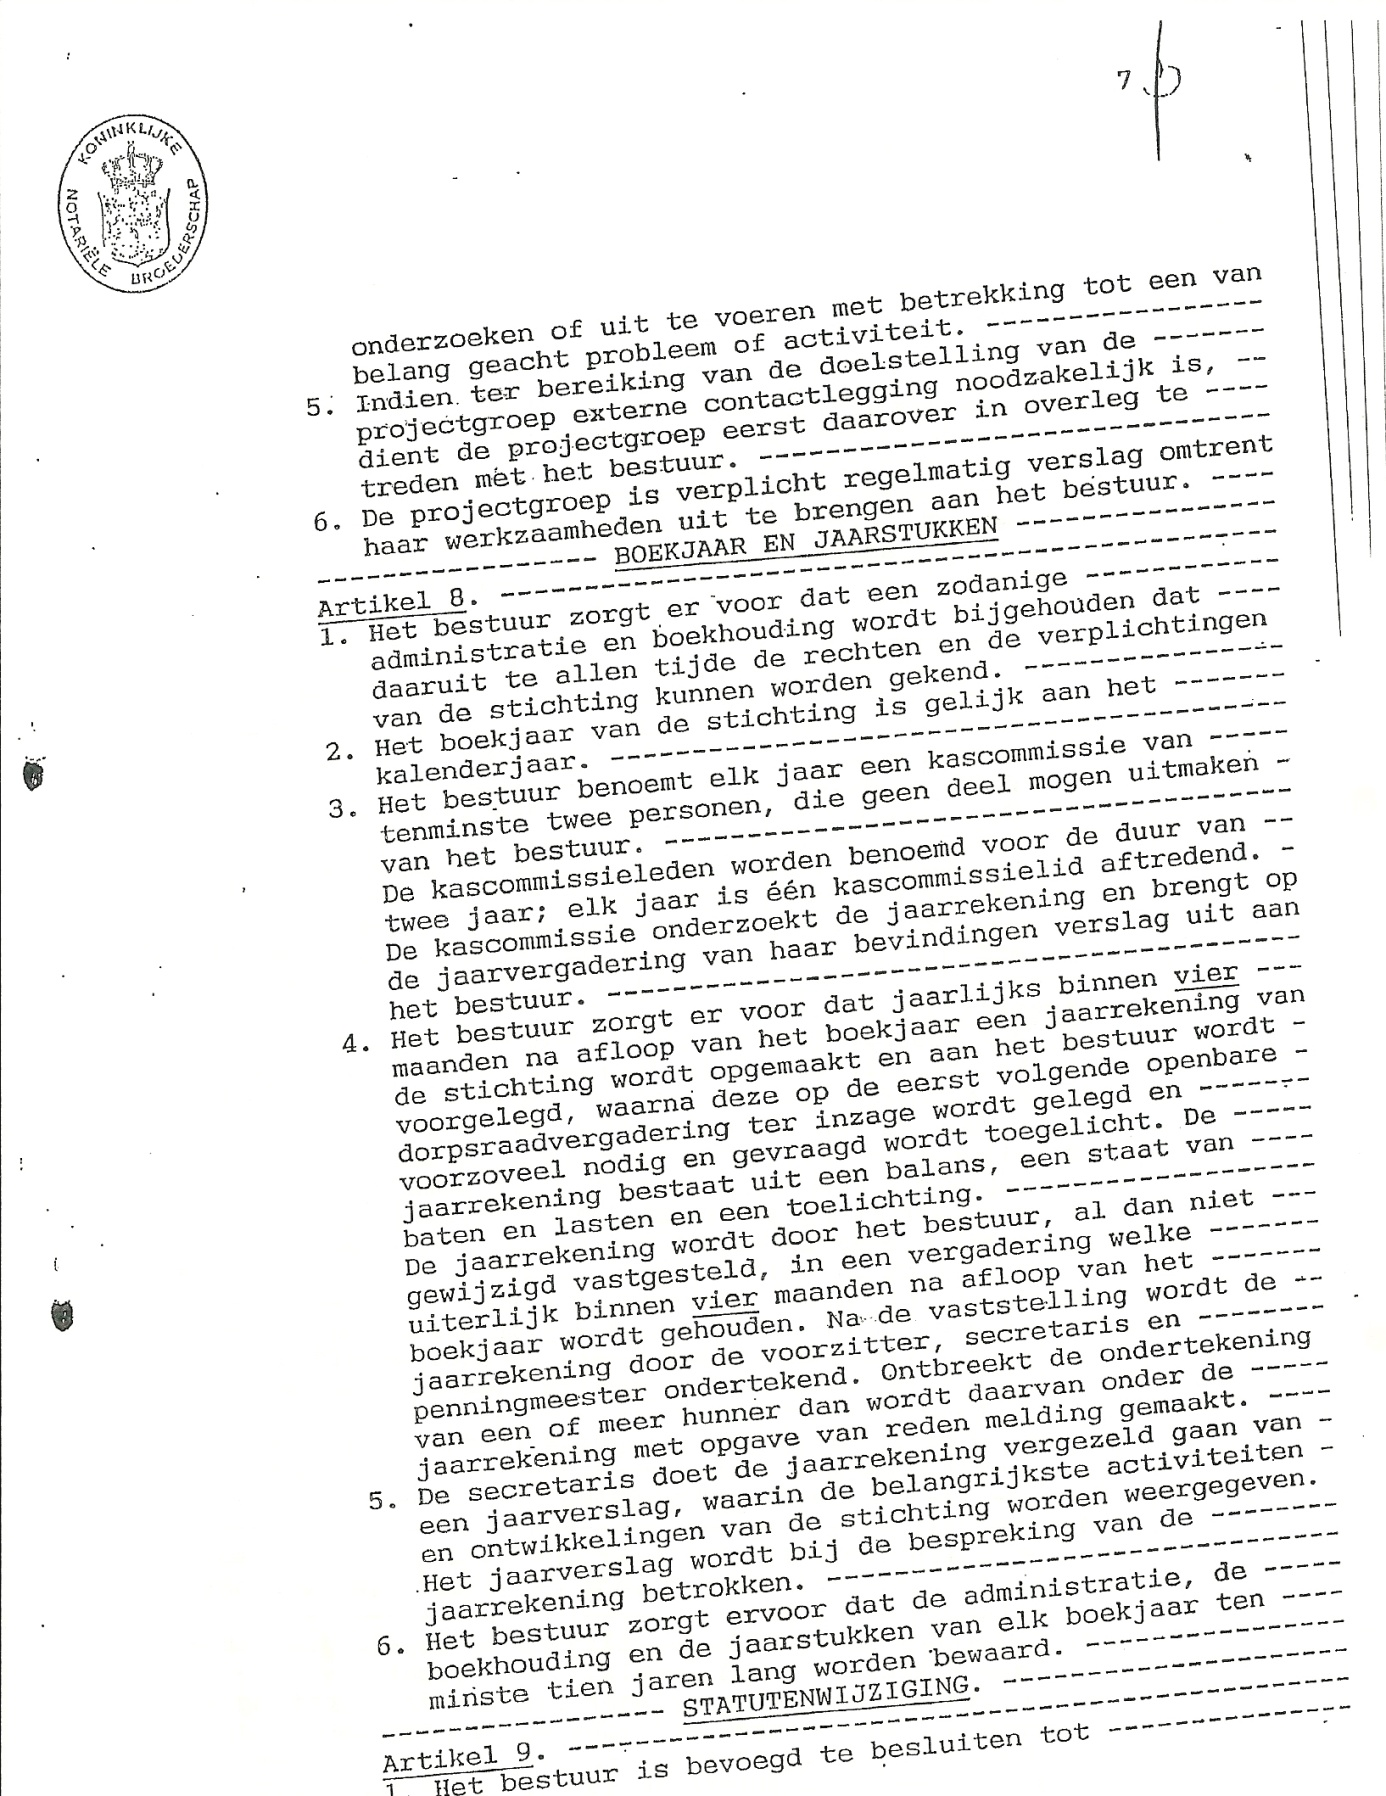 7
KONINKLIJKE
NOTARIËLE BROEDERSCHAP
onderzoeken of uit te voeren met betrekking tot een van
belang geacht probleem of activiteit. -----------------
5. Indien ter bereiking van de doelstelling van de -------
projectgroep externe contactlegging noodzakelijk is, --
dient de projectgroep eerst daarover in overleg te ----
treden met het bestuur. -------------------------------
6. De projectgroep is verplicht regelmatig verslag omtrent
haar werkzaamheden uit te brengen aan het bestuur. ----
----------------- BOEKJAAR EN JAARSTUKKEN ----------------
Artikel 8. -----------------------------------------------
1. Het bestuur zorgt er voor dat een zodanige ------------
administratie en boekhouding wordt bijgehouden dat ----
daaruit te allen tijde de rechten en de verplichtingen
van de stichting kunnen worden gekend. ----------------
2. Het boekjaar van de stichting is gelijk aan het -------
kalenderjaar. -----------------------------------------
3. Het bestuur benoemt elk jaar een kascommissie van -----
tenminste twee personen, die geen deel mogen uitmaken -
van het bestuur. --------------------------------------
De kascommissieleden worden benoemd voor de duur van --
twee jaar; elk jaar is één kascommissielid aftredend. -
De kascommissie onderzoekt de jaarrekening en brengt op
de jaarvergadering van haar bevindingen verslag uit aan
het bestuur. ------------------------------------------
4. Het bestuur zorgt er voor dat jaarlijks binnen vier ---
maanden na afloop van het boekjaar een jaarrekening van
de stichting wordt opgemaakt en aan het bestuur wordt -
voorgelegd, waarna deze op de eerst volgende openbare -
dorpsraadvergadering ter inzage wordt gelegd en -------
voorzoveel nodig en gevraagd wordt toegelicht. De -----
jaarrekening bestaat uit een balans, een staat van ----
baten en lasten en een toelichting. -------------------
De jaarrekening wordt door het bestuur, al dan niet ---
gewijzigd vastgesteld, in een vergadering welke -------
uiterlijk binnen vier maanden na afloop van het -------
boekjaar wordt gehouden. Na de vaststelling wordt de --
jaarrekening door de voorzitter, secretaris en --------
penningmeester ondertekend. Ontbreekt de ondertekening
van een of meer hunner dan wordt daarvan onder de -----
jaarrekening met opgave van reden melding gemaakt. ----
5. De secretaris doet de jaarrekening vergezeld gaan van -
een jaarverslag, waarin de belangrijkste activiteiten -
en ontwikkelingen van de stichting worden weergegeven.
Het jaarverslag wordt bij de bespreking van de --------
jaarrekening betrokken. -------------------------------
6. Het bestuur zorgt ervoor dat de administratie, de -----
boekhouding en de jaarstukken van elk boekjaar ten ----
minste tien jaren lang worden bewaard. ----------------
----------------- STATUTENWIJZIGING. ---------------------
Artikel 9. -----------------------------------------------
1. Het bestuur is bevoegd te besluiten tot ---------------